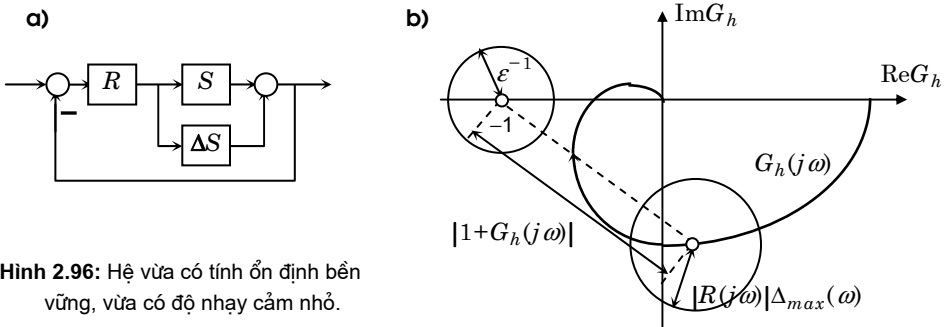 a)
R
S
ΔS
−
b)
ImG_h
ReG_h
ε⁻¹
−1
G_h(jω)
|1+G_h(jω)|
|R(jω)|Δ_max(ω)
Hình 2.96: Hệ vừa có tính ổn định bền
vững, vừa có độ nhạy cảm nhỏ.